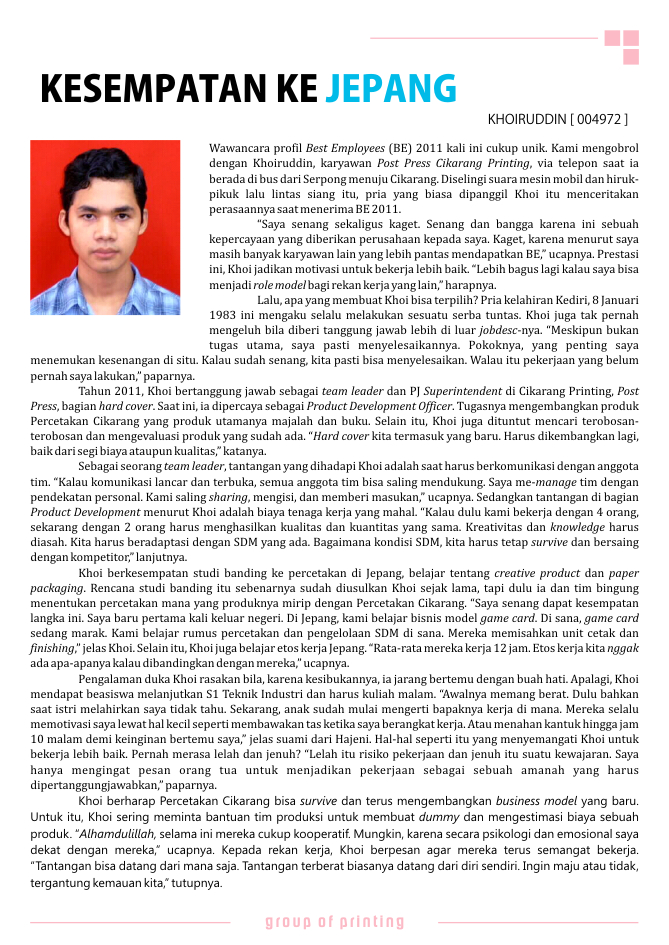 KESEMPATAN KE JEPANG
KHOIRUDDIN [ 004972 ]
Wawancara profil Best Employees (BE) 2011 kali ini cukup unik. Kami mengobrol
dengan Khoiruddin, karyawan Post Press Cikarang Printing, via telepon saat ia
berada di bus dari Serpong menuju Cikarang. Diselingi suara mesin mobil dan hiruk-
pikuk lalu lintas siang itu, pria yang biasa dipanggil Khoi itu menceritakan
perasaannya saat menerima BE 2011.
“Saya senang sekaligus kaget. Senang dan bangga karena ini sebuah
kepercayaan yang diberikan perusahaan kepada saya. Kaget, karena menurut saya
masih banyak karyawan lain yang lebih pantas mendapatkan BE,” ucapnya. Prestasi
ini, Khoi jadikan motivasi untuk bekerja lebih baik. “Lebih bagus lagi kalau saya bisa
menjadi role model bagi rekan kerja yang lain,” harapnya.
Lalu, apa yang membuat Khoi bisa terpilih? Pria kelahiran Kediri, 8 Januari
1983 ini mengaku selalu melakukan sesuatu serba tuntas. Khoi juga tak pernah
mengeluh bila diberi tanggung jawab lebih di luar jobdesc-nya. “Meskipun bukan
tugas utama, saya pasti menyelesaikannya. Pokoknya, yang penting saya
menemukan kesenangan di situ. Kalau sudah senang, kita pasti bisa menyelesaikan. Walau itu pekerjaan yang belum
pernah saya lakukan,” paparnya.
Tahun 2011, Khoi bertanggung jawab sebagai team leader dan PJ Superintendent di Cikarang Printing, Post
Press, bagian hard cover. Saat ini, ia dipercaya sebagai Product Development Officer. Tugasnya mengembangkan produk
Percetakan Cikarang yang produk utamanya majalah dan buku. Selain itu, Khoi juga dituntut mencari terobosan-
terobosan dan mengevaluasi produk yang sudah ada. “Hard cover kita termasuk yang baru. Harus dikembangkan lagi,
baik dari segi biaya ataupun kualitas,” katanya.
Sebagai seorang team leader, tantangan yang dihadapi Khoi adalah saat harus berkomunikasi dengan anggota
tim. “Kalau komunikasi lancar dan terbuka, semua anggota tim bisa saling mendukung. Saya me-manage tim dengan
pendekatan personal. Kami saling sharing, mengisi, dan memberi masukan,” ucapnya. Sedangkan tantangan di bagian
Product Development menurut Khoi adalah biaya tenaga kerja yang mahal. “Kalau dulu kami bekerja dengan 4 orang,
sekarang dengan 2 orang harus menghasilkan kualitas dan kuantitas yang sama. Kreativitas dan knowledge harus
diasah. Kita harus beradaptasi dengan SDM yang ada. Bagaimana kondisi SDM, kita harus tetap survive dan bersaing
dengan kompetitor,” lanjutnya.
Khoi berkesempatan studi banding ke percetakan di Jepang, belajar tentang creative product dan paper
packaging. Rencana studi banding itu sebenarnya sudah diusulkan Khoi sejak lama, tapi dulu ia dan tim bingung
menentukan percetakan mana yang produknya mirip dengan Percetakan Cikarang. “Saya senang dapat kesempatan
langka ini. Saya baru pertama kali keluar negeri. Di Jepang, kami belajar bisnis model game card. Di sana, game card
sedang marak. Kami belajar rumus percetakan dan pengelolaan SDM di sana. Mereka memisahkan unit cetak dan
finishing,” jelas Khoi. Selain itu, Khoi juga belajar etos kerja Jepang. “Rata-rata mereka kerja 12 jam. Etos kerja kita nggak
ada apa-apanya kalau dibandingkan dengan mereka,” ucapnya.
Pengalaman duka Khoi rasakan bila, karena kesibukannya, ia jarang bertemu dengan buah hati. Apalagi, Khoi
mendapat beasiswa melanjutkan S1 Teknik Industri dan harus kuliah malam. “Awalnya memang berat. Dulu bahkan
saat istri melahirkan saya tidak tahu. Sekarang, anak sudah mulai mengerti bapaknya kerja di mana. Mereka selalu
memotivasi saya lewat hal kecil seperti membawakan tas ketika saya berangkat kerja. Atau menahan kantuk hingga jam
10 malam demi keinginan bertemu saya,” jelas suami dari Hajeni. Hal-hal seperti itu yang menyemangati Khoi untuk
bekerja lebih baik. Pernah merasa lelah dan jenuh? “Lelah itu risiko pekerjaan dan jenuh itu suatu kewajaran. Saya
hanya mengingat pesan orang tua untuk menjadikan pekerjaan sebagai sebuah amanah yang harus
dipertanggungjawabkan,” paparnya.
Khoi berharap Percetakan Cikarang bisa survive dan terus mengembangkan business model yang baru.
Untuk itu, Khoi sering meminta bantuan tim produksi untuk membuat dummy dan mengestimasi biaya sebuah
produk. “Alhamdulillah, selama ini mereka cukup kooperatif. Mungkin, karena secara psikologi dan emosional saya
dekat dengan mereka,” ucapnya. Kepada rekan kerja, Khoi berpesan agar mereka terus semangat bekerja.
“Tantangan bisa datang dari mana saja. Tantangan terberat biasanya datang dari diri sendiri. Ingin maju atau tidak,
tergantung kemauan kita,” tutupnya.
group of printing